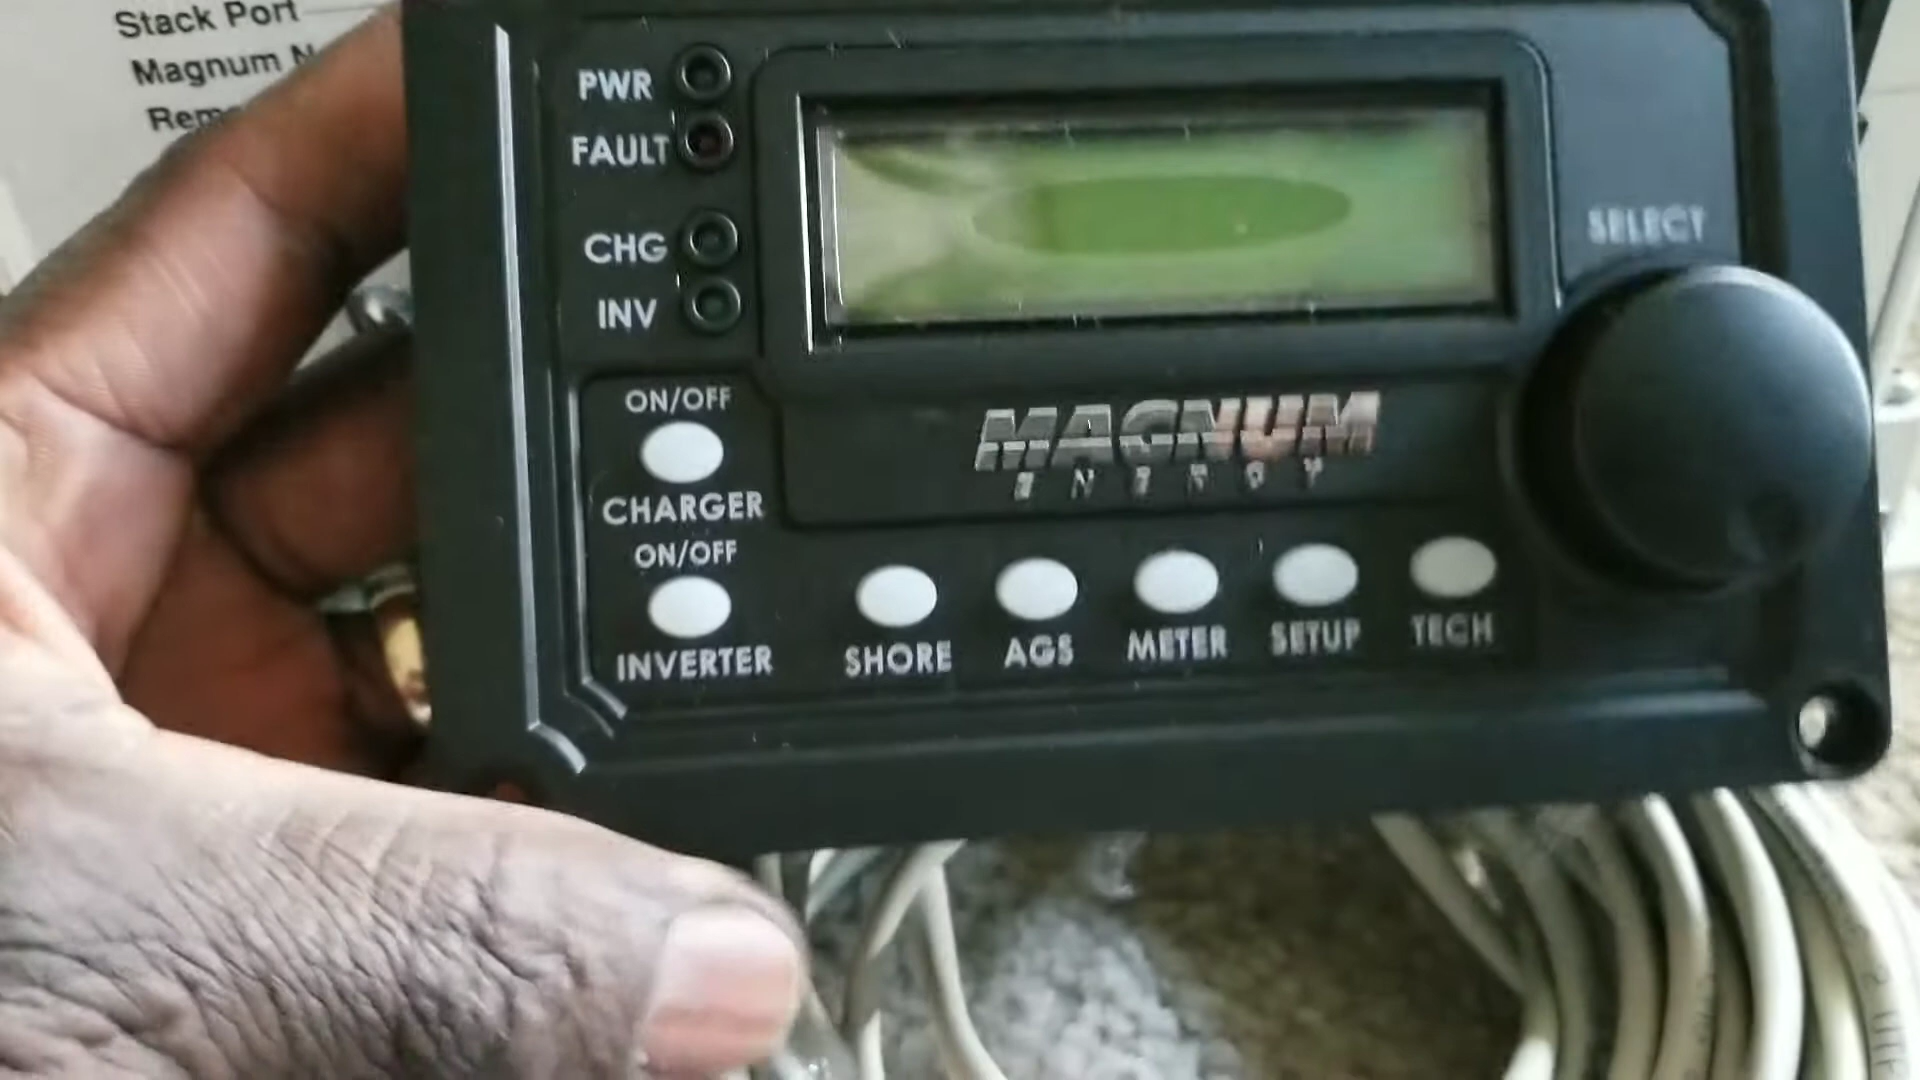 Stack Port
Magnum N
Rem
PWR
FAULT
CHG
INV
SELECT
ON/OFF
CHARGER
MAGNUM
ENERGY
ON/OFF
INVERTER
SHORE
AGS
METER
SETUP
TECH